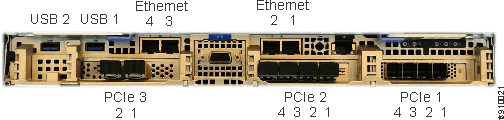 USB 2 USB 1 Ethernet Ethernet
4 3 2 1
PCIe 3 PCIe 2 PCIe 1
2 1 4 3 2 1 4 3 2 1